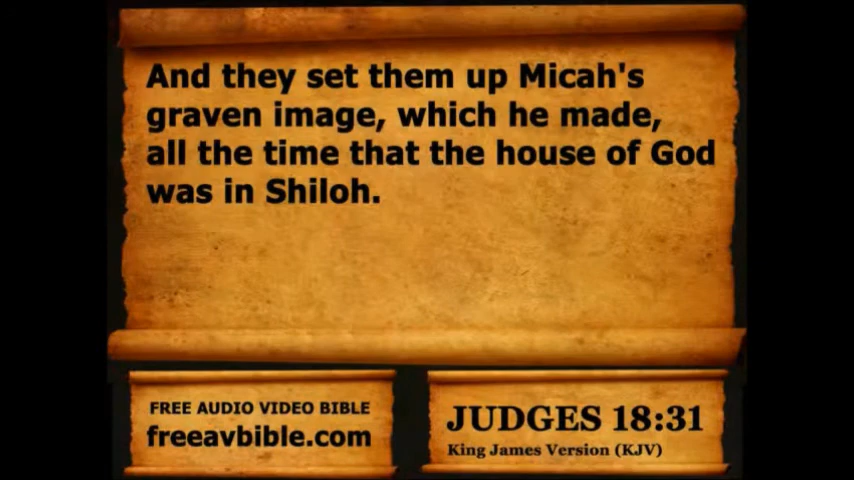 And they set them up Micah's
graven image, which he made,
all the time that the house of God
was in Shiloh.
FREE AUDIO VIDEO BIBLE
freeavbible.com
JUDGES 18:31
King James Version (KJV)